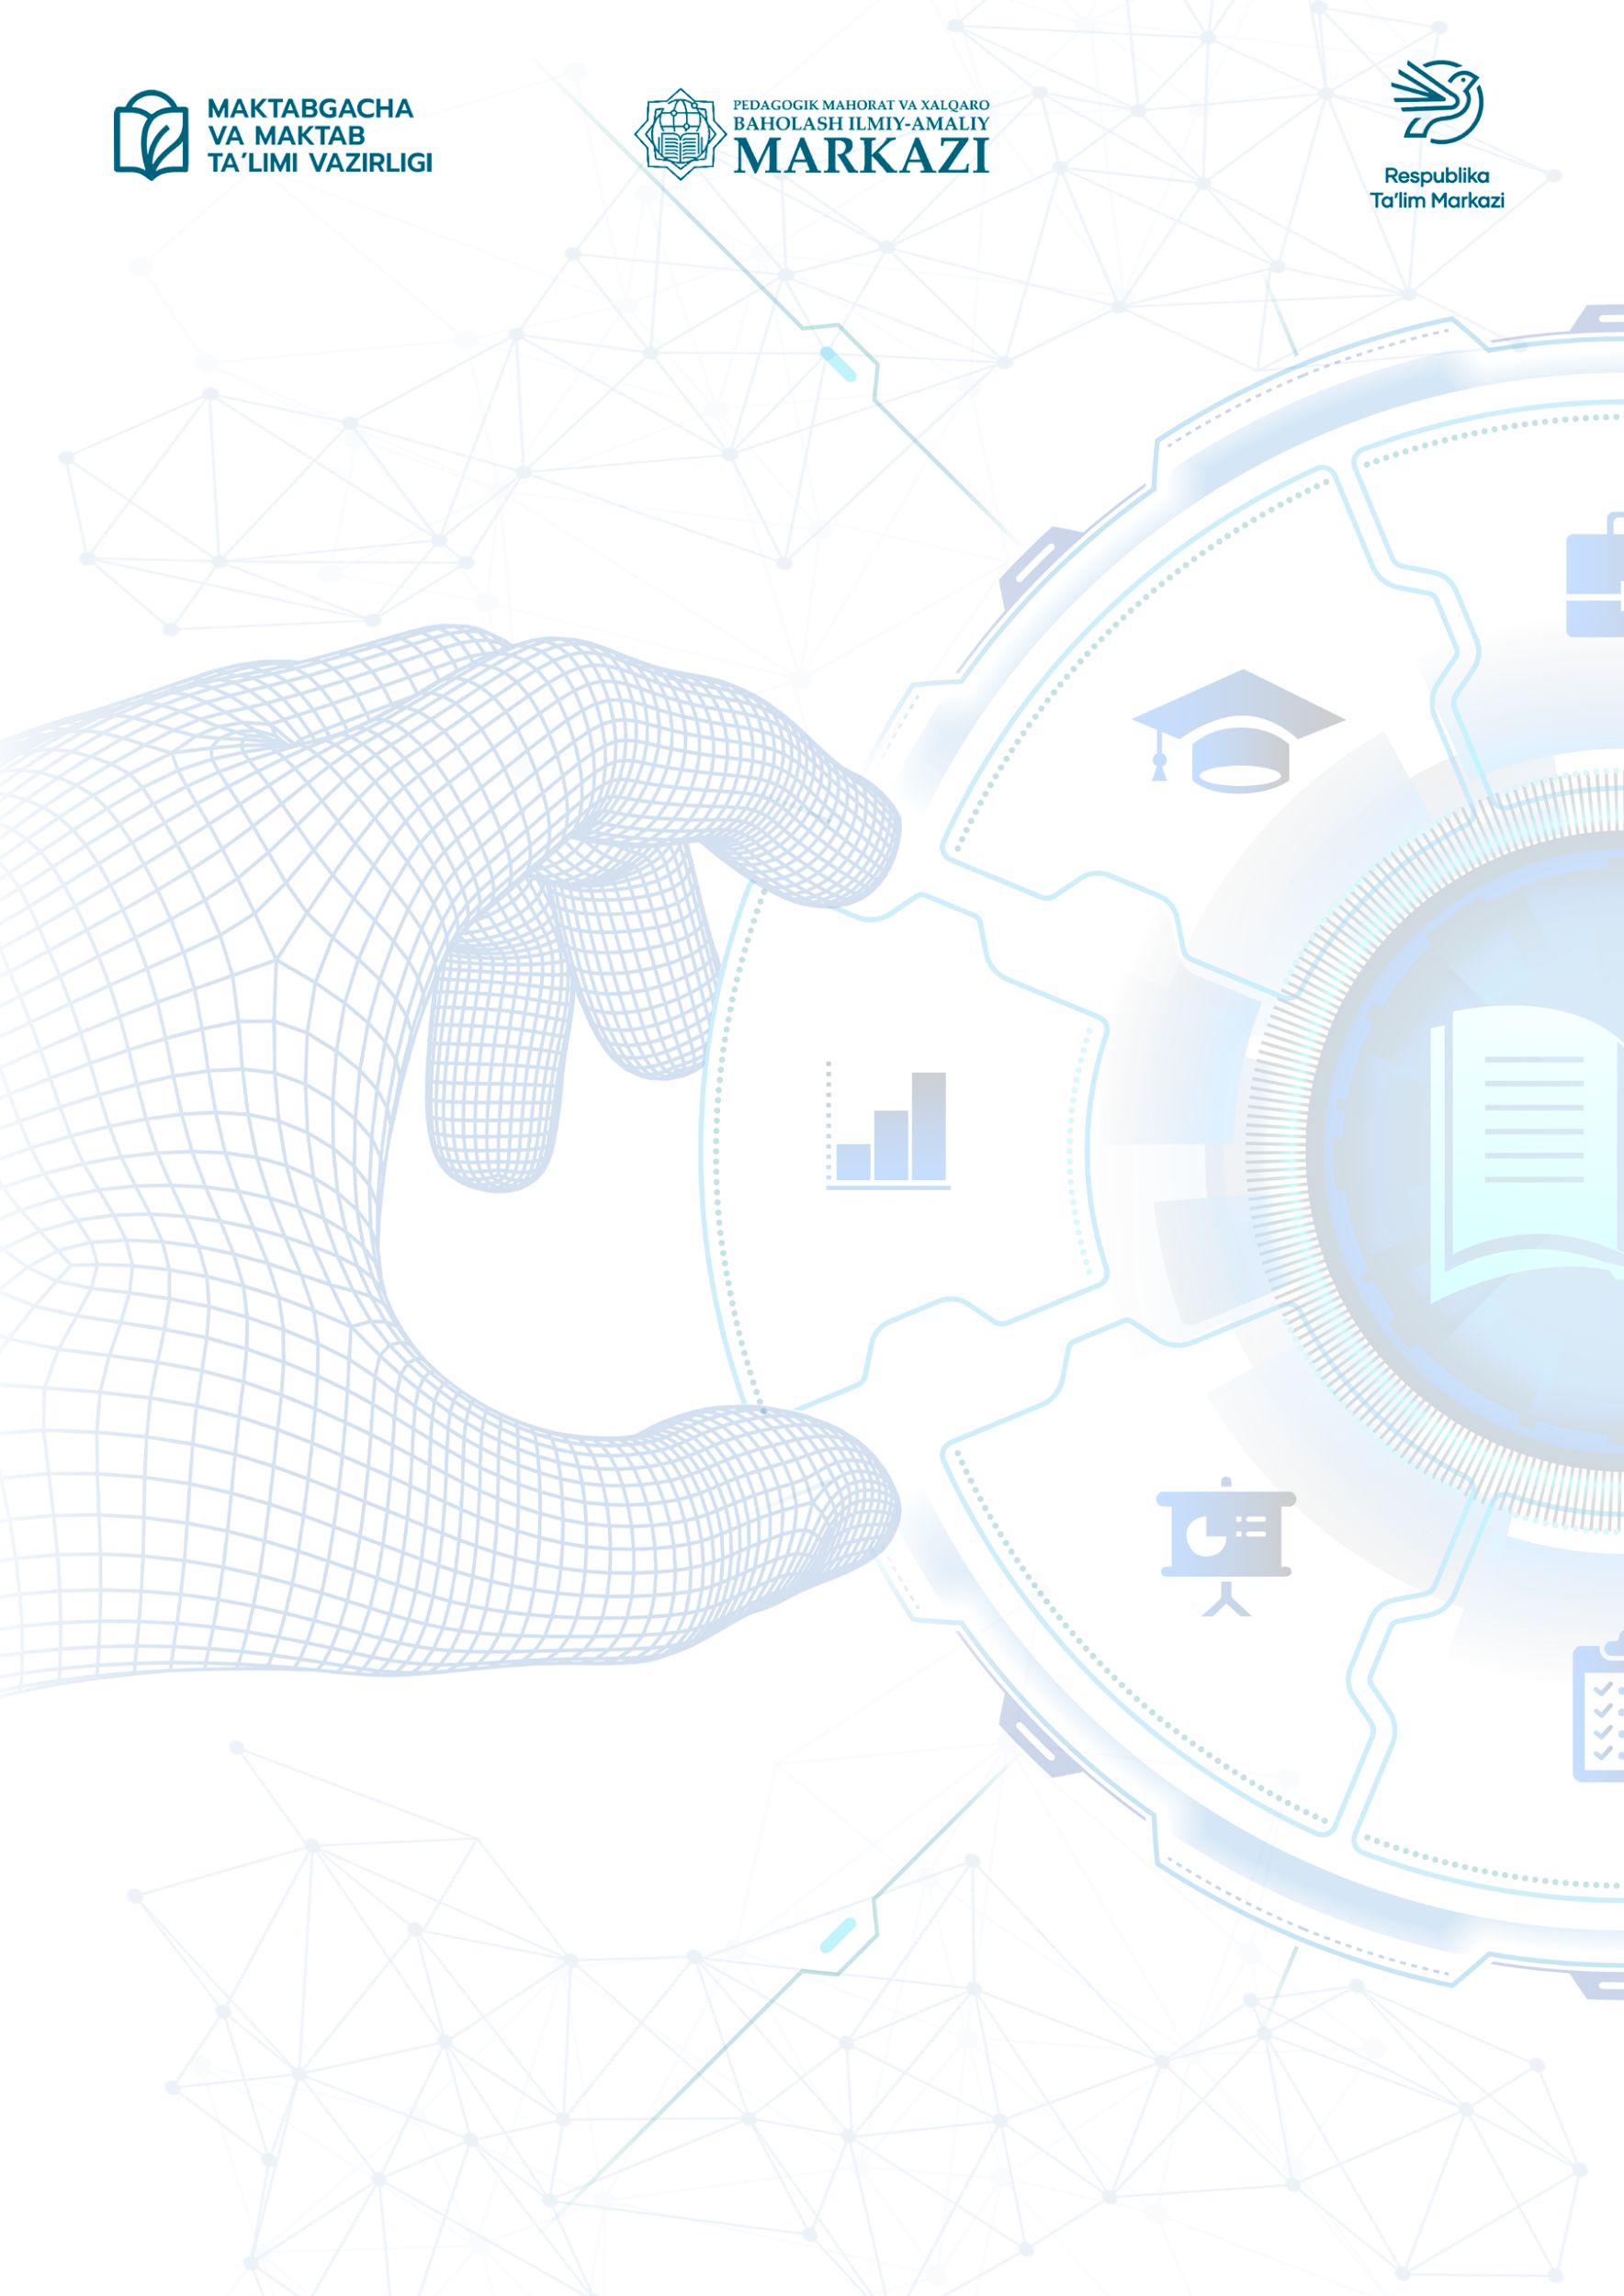 MAKTABGACHA
VA MAKTAB
TA'LIMI VAZIRLIGI
PEDAGOGIK MAHORAT VA XALQARO
BAHOLASH ILMIY-AMALIY
MARKAZI
Respublika
Ta'lim Markazi